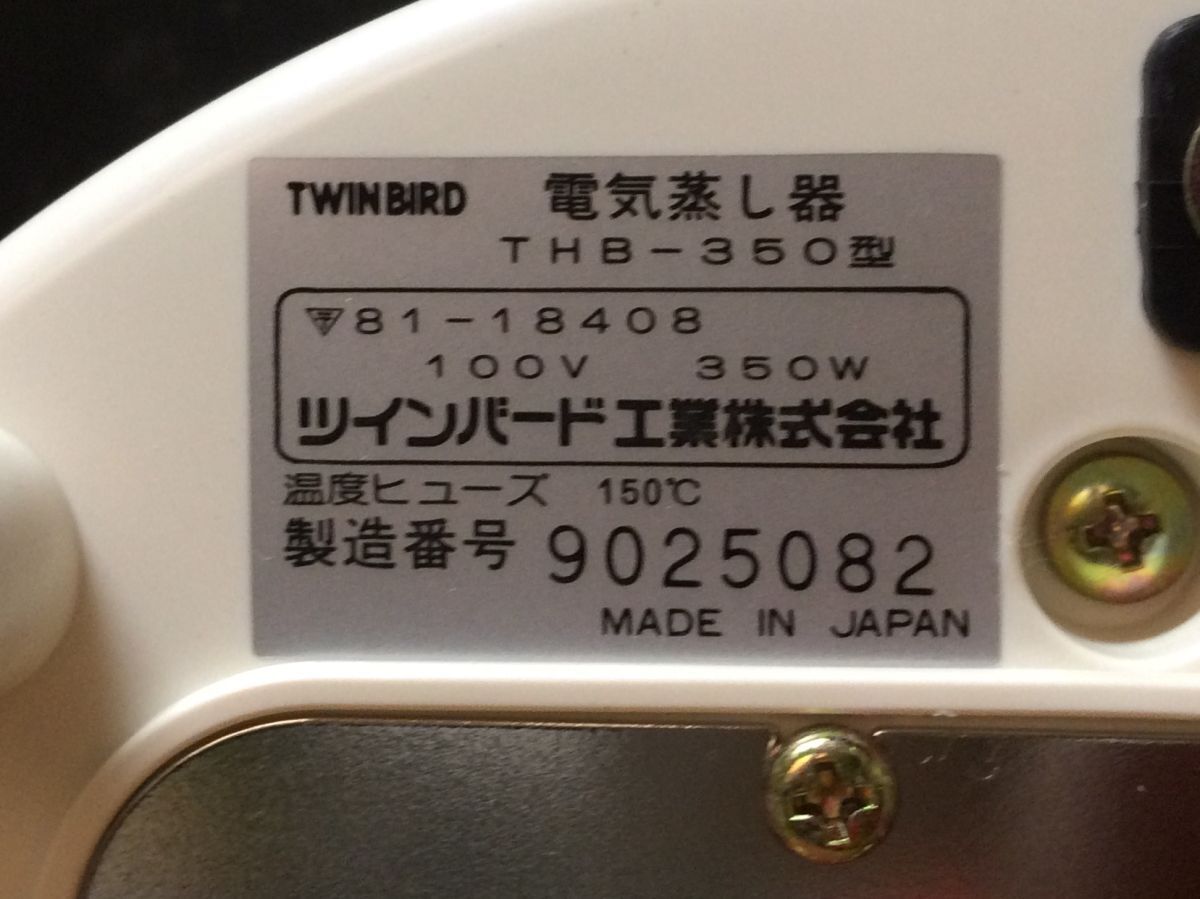 TWINBIRD 電気蒸し器
THB-350型
〒81-18408
100V 350W
ツインバード工業株式会社
温度ヒューズ 150℃
製造番号 9025082
MADE IN JAPAN